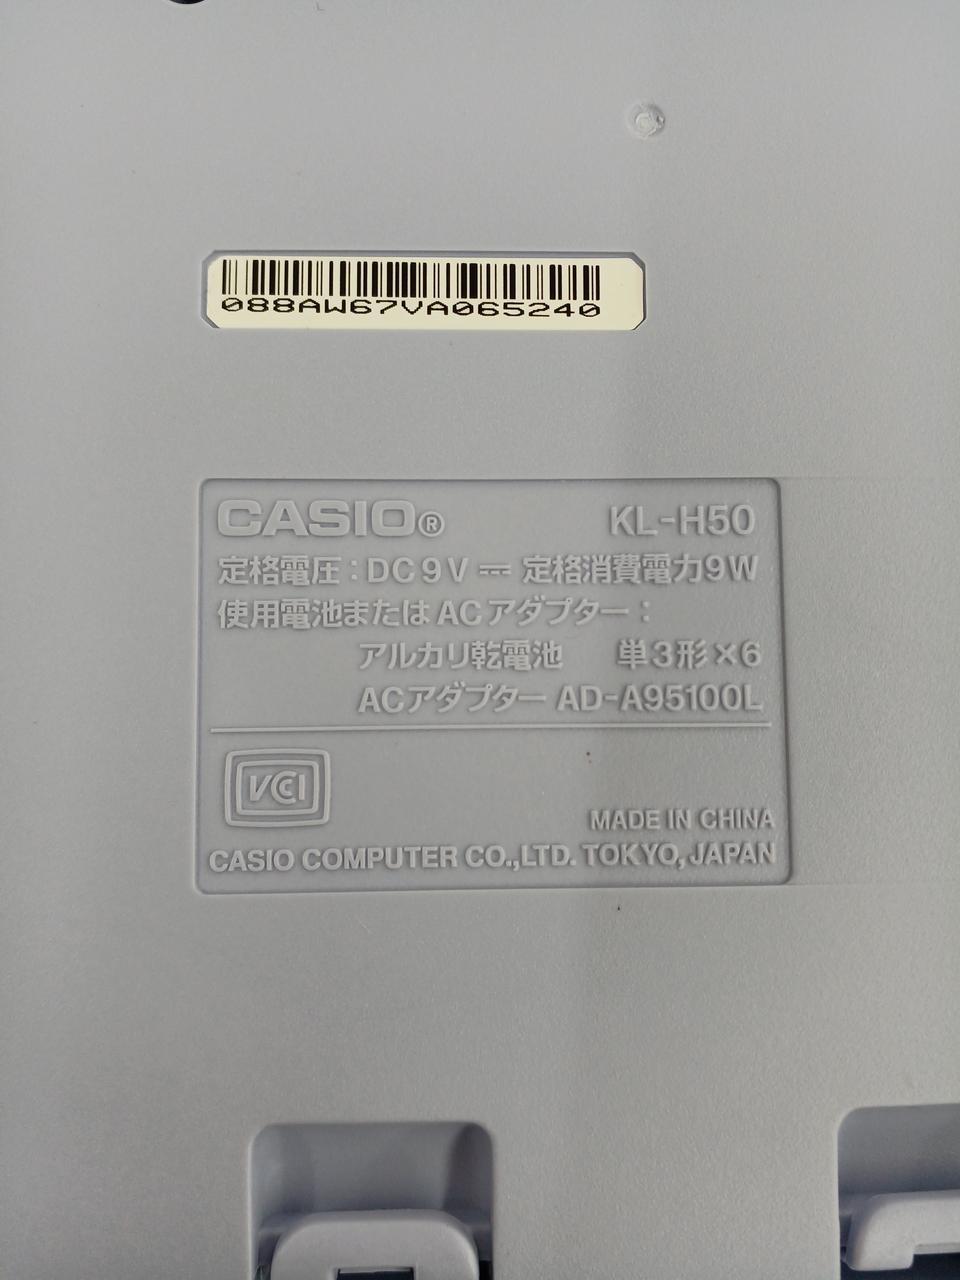 088AW67VA065240
CASIO® KL-H50
定格電圧:DC9V⎓ 定格消費電力9W
使用電池またはACアダプター:
アルカリ乾電池 単3形×6
ACアダプター AD-A95100L
VCCI
MADE IN CHINA
CASIO COMPUTER CO.,LTD. TOKYO, JAPAN